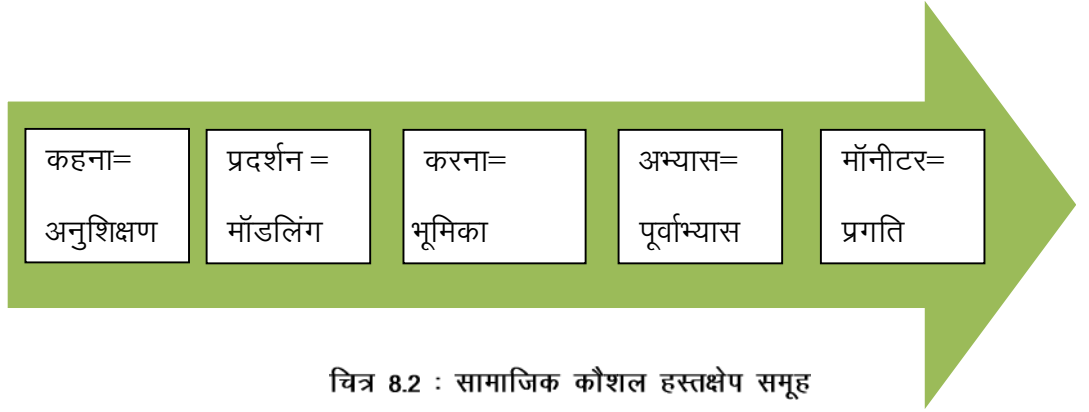 कहना=
अनुशिक्षण
प्रदर्शन =
मॉडलिंग
करना=
भूमिका
अभ्यास=
पूर्वाभ्यास
मॉनीटर=
प्रगति
चित्र 8.2 : सामाजिक कौशल हस्तक्षेप समूह